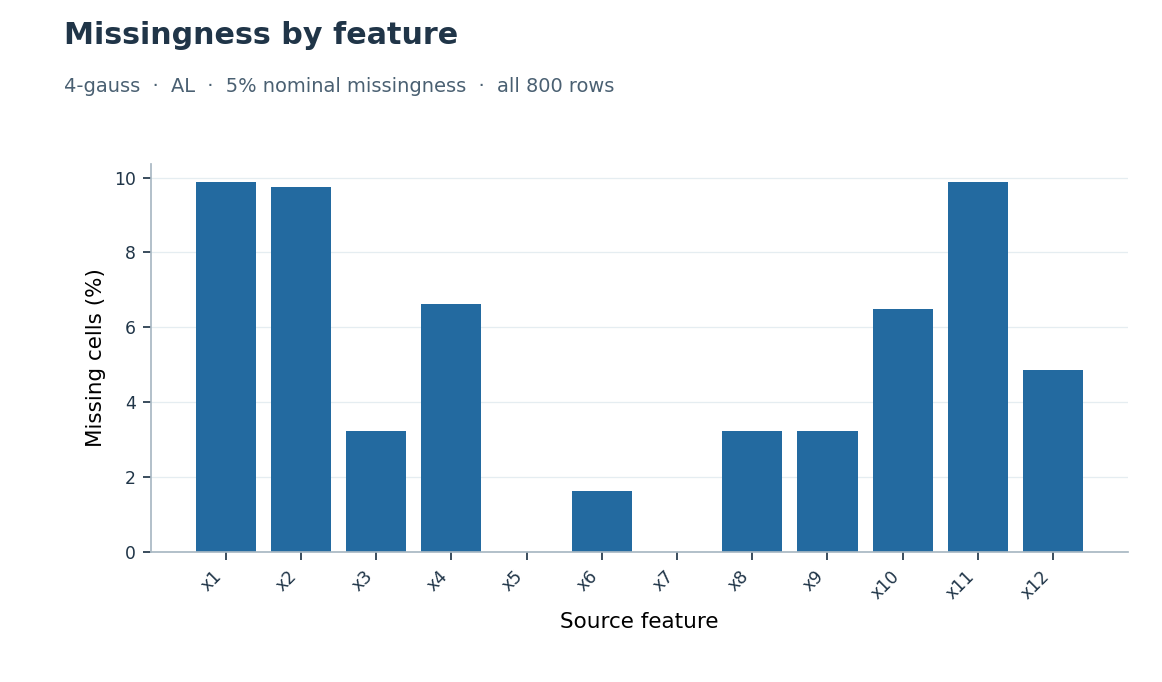 Missingness by feature
4-gauss · AL · 5% nominal missingness · all 800 rows
Missing cells (%)
10
8
6
4
2
0
x1 x2 x3 x4 x5 x6 x7 x8 x9 x10 x11 x12
Source feature